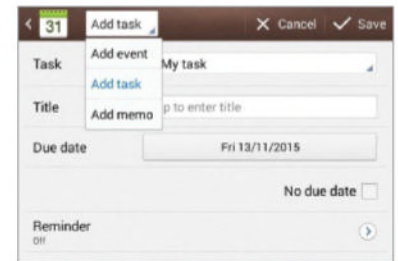 31 Add task Cancel Save
Add event
Task My task
Add task
Title p to enter title
Add memo
Due date Fri 13/11/2015
No due date
Reminder
Off